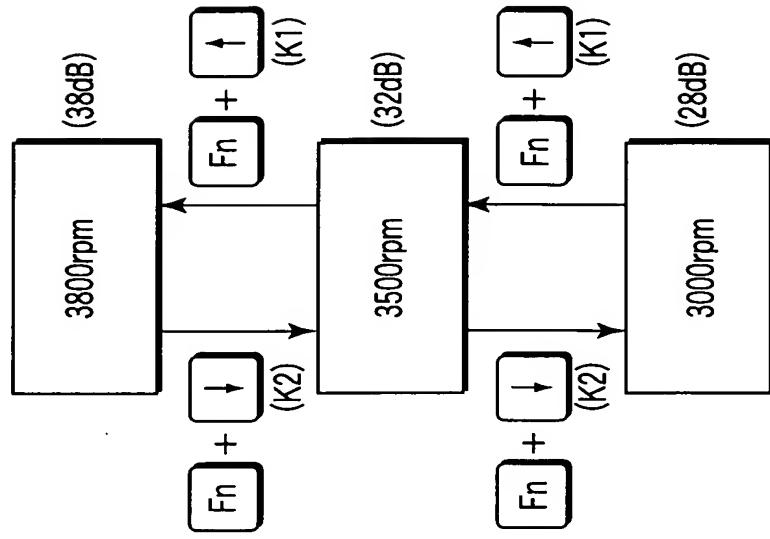 3800rpm (38dB)
Fn + ↓ Fn + ↑
(K2) (K1)
3500rpm (32dB)
Fn + ↓ Fn + ↑
(K2) (K1)
3000rpm (28dB)